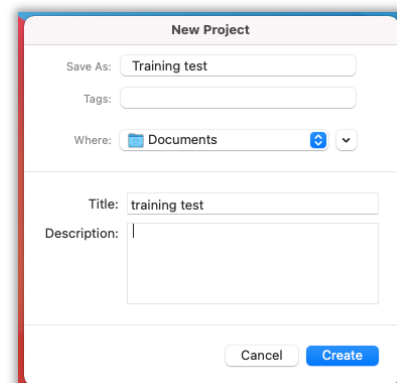 New Project
Save As: Training test
Tags:
Where: Documents
Title: training test
Description:
Cancel Create